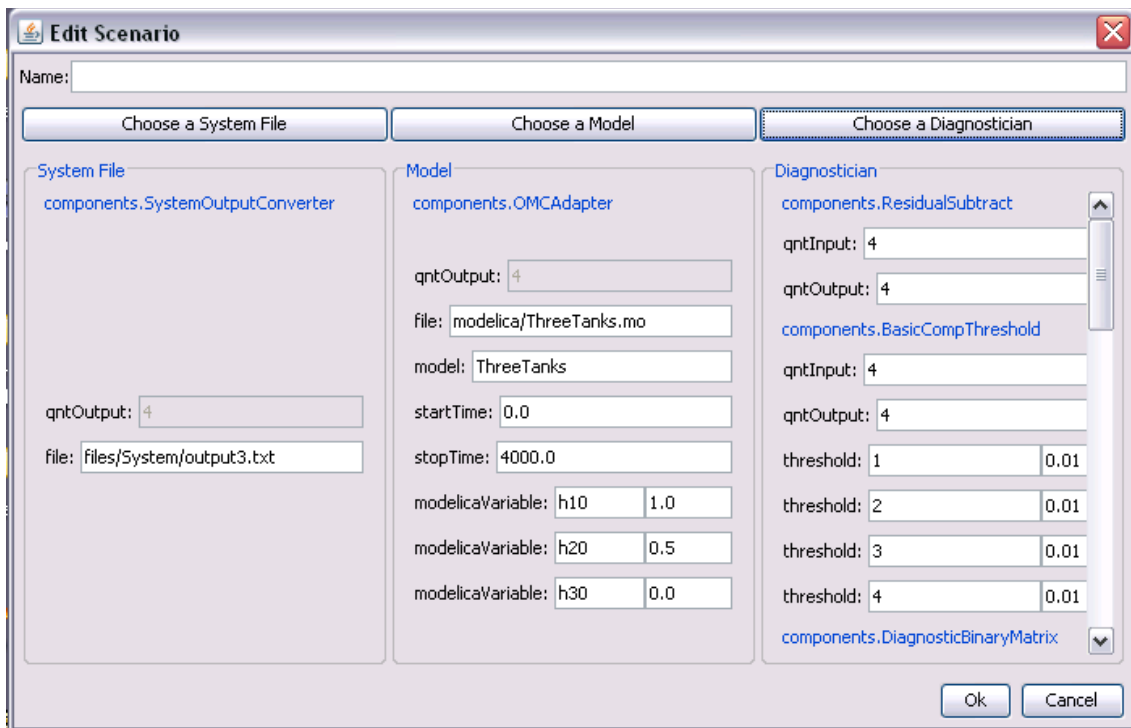 Edit Scenario
Name:
Choose a System File
Choose a Model
Choose a Diagnostician
System File
components.SystemOutputConverter
qntOutput: 4
file: files/System/output3.txt
Model
components.OMCAdapter
qntOutput: 4
file: modelica/ThreeTanks.mo
model: ThreeTanks
startTime: 0.0
stopTime: 4000.0
modelicaVariable: h10 1.0
modelicaVariable: h20 0.5
modelicaVariable: h30 0.0
Diagnostician
components.ResidualSubtract
qntInput: 4
qntOutput: 4
components.BasicCompThreshold
qntInput: 4
qntOutput: 4
threshold: 1 0.01
threshold: 2 0.01
threshold: 3 0.01
threshold: 4 0.01
components.DiagnosticBinaryMatrix
Ok
Cancel